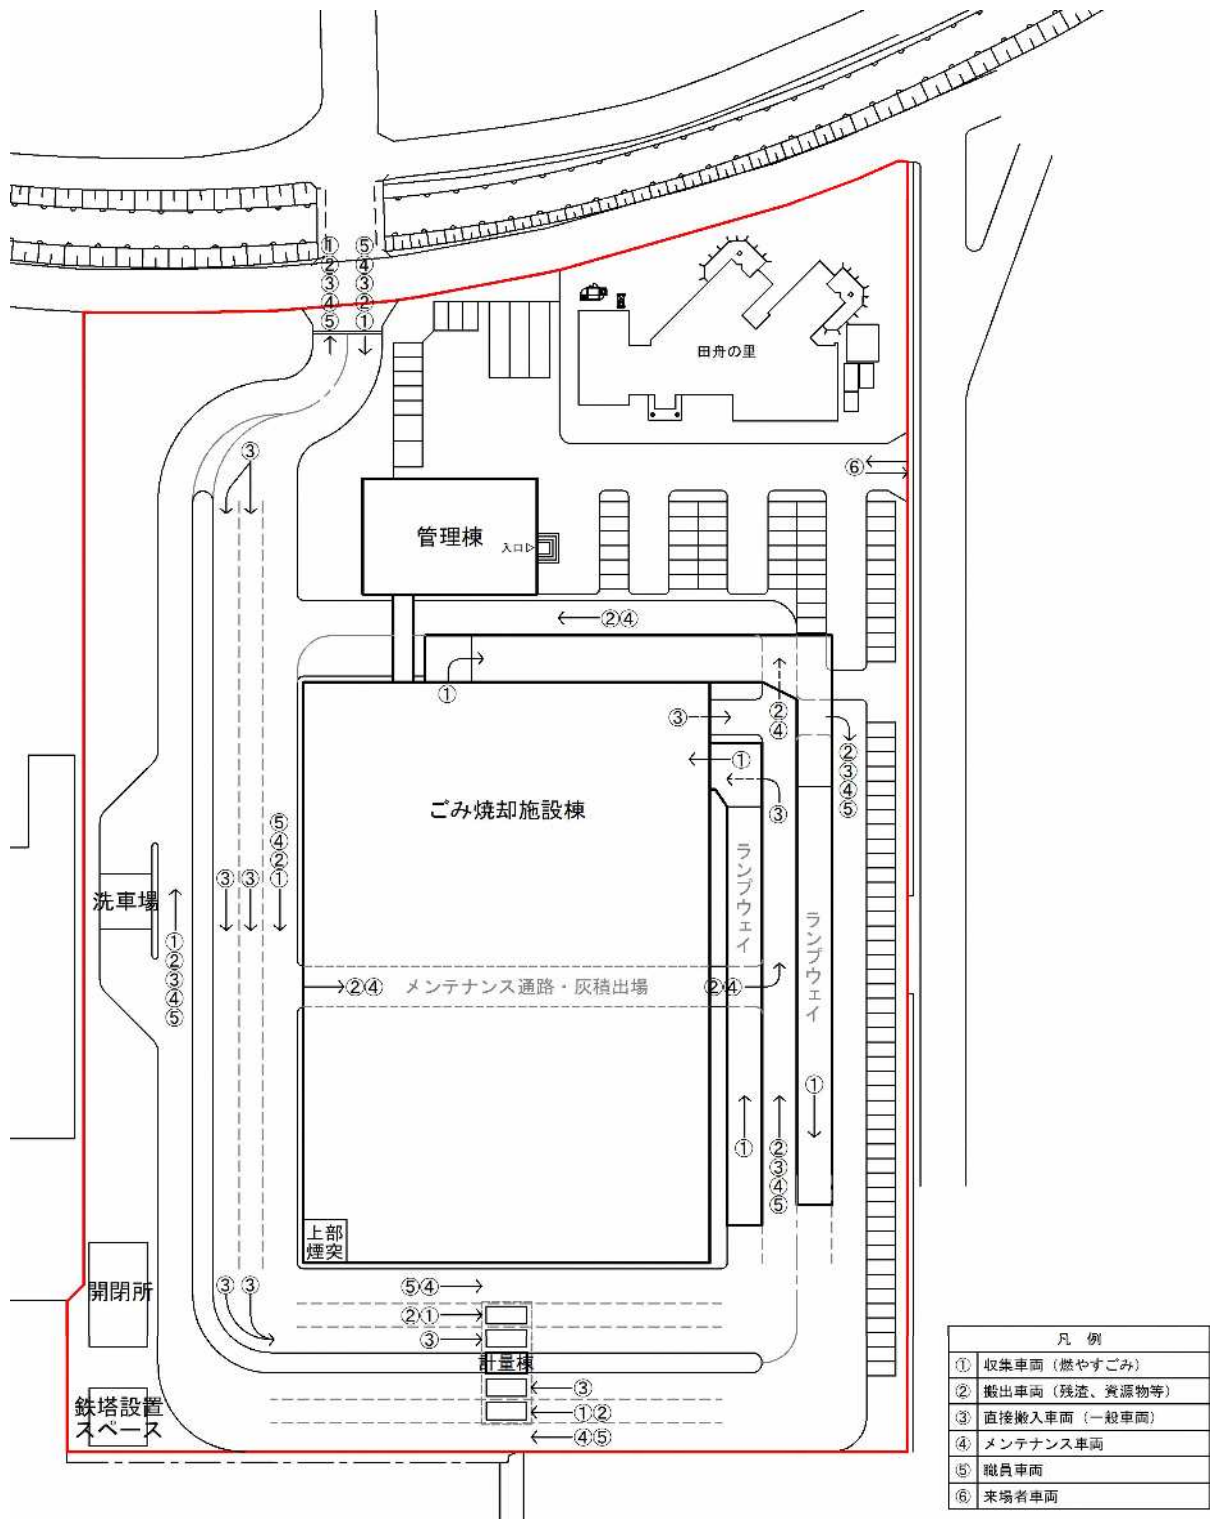 ①
②
③
④
⑤
⑤
④
③
②
①
田舟の里
③
⑥
管理棟
入口
②④
①
③
②
④
①
②
③
④
⑤
③
ごみ焼却施設棟
⑤
④
②
①
ランプウェイ
③
③
洗車場
ランプウェイ
①
②
③
④
⑤
②④
メンテナンス通路・灰積出場
②④
①
①
②
③
④
⑤
上部
煙突
開閉所
③
③
⑤④
②①
③
計量棟
③
①②
④⑤
鉄塔設置
スペース
凡 例
① 収集車両（燃やすごみ）
② 搬出車両（残渣、資源物等）
③ 直接搬入車両（一般車両）
④ メンテナンス車両
⑤ 職員車両
⑥ 来場者車両